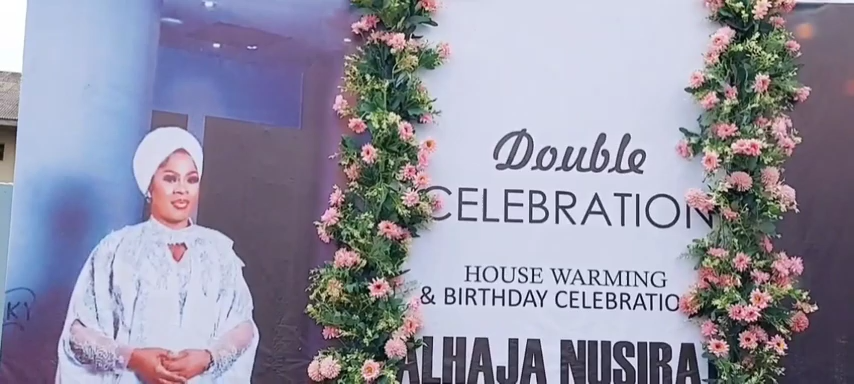 Double
CELEBRATION
HOUSE WARMING
& BIRTHDAY CELEBRATIO
ALHAJA NUSIRA